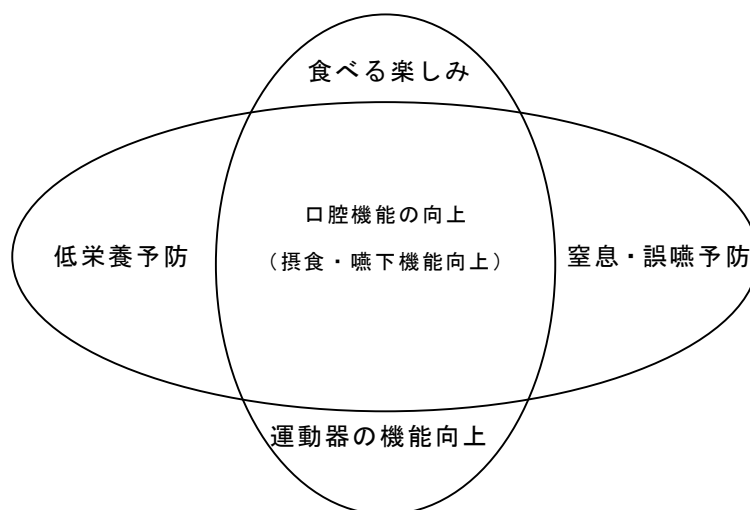 食べる楽しみ
口腔機能の向上
低栄養予防
（摂食・嚥下機能向上）
窒息・誤嚥予防
運動器の機能向上